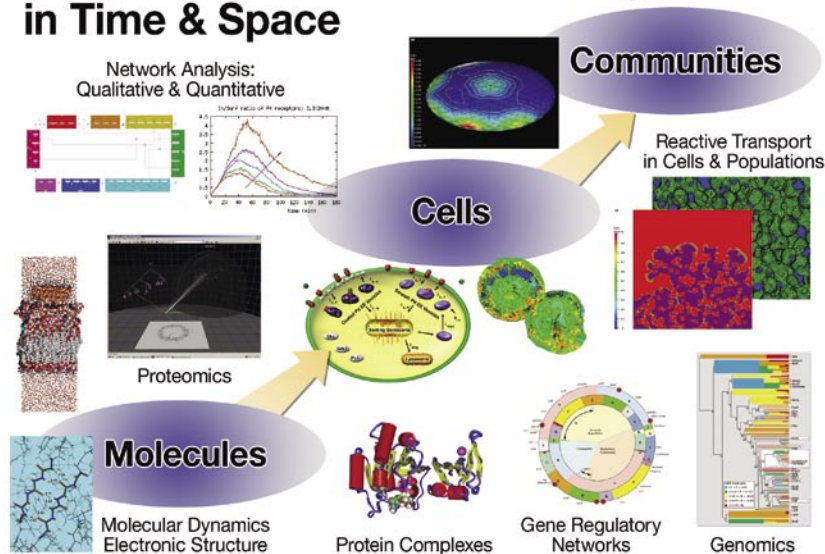 in Time & Space
Network Analysis:
Qualitative & Quantitative
Communities
Reactive Transport
in Cells & Populations
Cells
Proteomics
Molecules
Molecular Dynamics
Electronic Structure
Protein Complexes
Gene Regulatory
Networks
Genomics